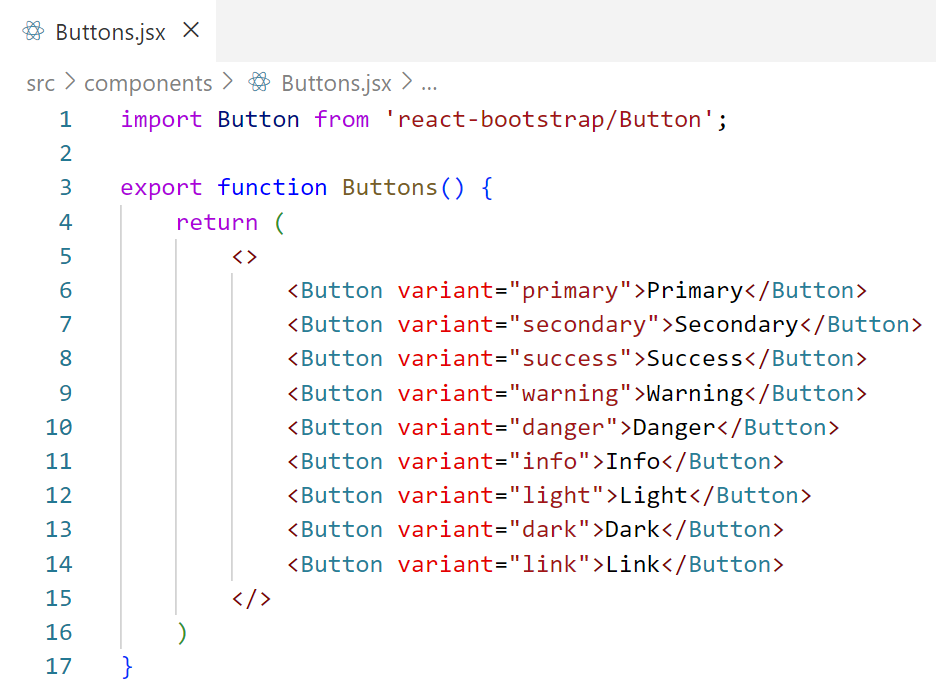 Buttons.jsx ×
src > components > Buttons.jsx > ...
1 import Button from 'react-bootstrap/Button';
2
3 export function Buttons() {
4     return (
5         <>
6             <Button variant="primary">Primary</Button>
7             <Button variant="secondary">Secondary</Button>
8             <Button variant="success">Success</Button>
9             <Button variant="warning">Warning</Button>
10             <Button variant="danger">Danger</Button>
11             <Button variant="info">Info</Button>
12             <Button variant="light">Light</Button>
13             <Button variant="dark">Dark</Button>
14             <Button variant="link">Link</Button>
15         </>
16     )
17 }